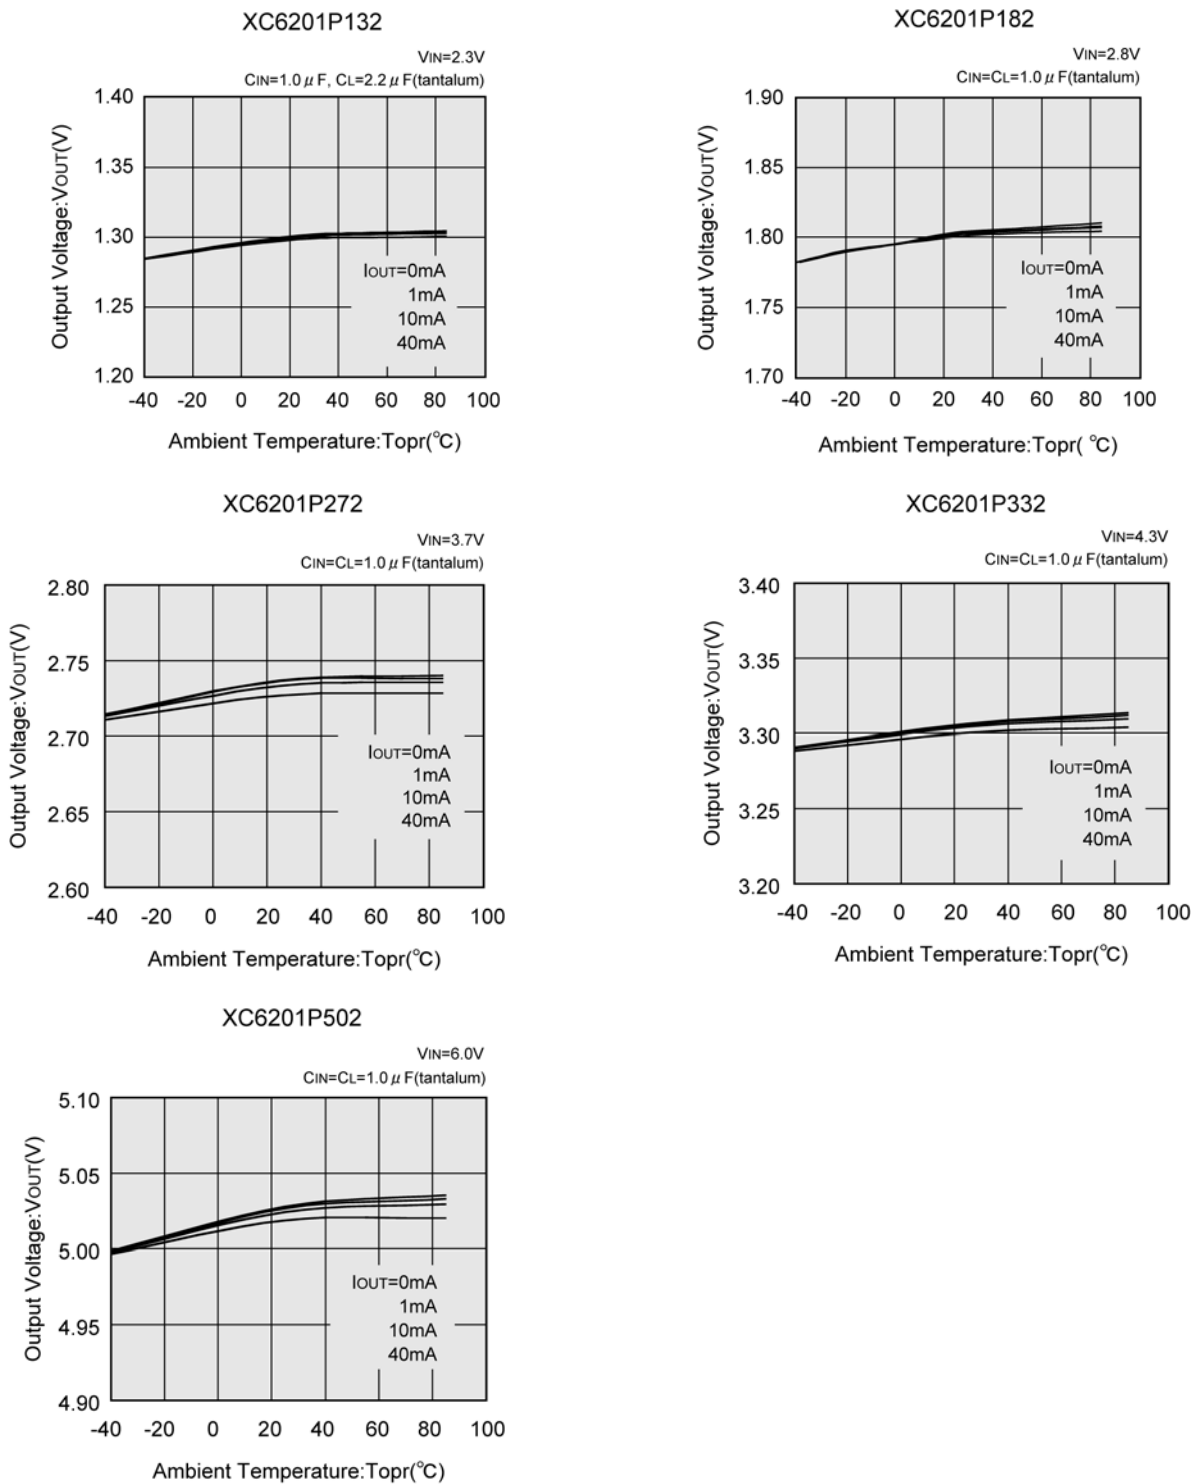 XC6201P132
VIN=2.3V
CIN=1.0 μ F, CL=2.2 μ F(tantalum)
Output Voltage:VOUT(V)
1.40
1.35
1.30
1.25
1.20
IOUT=0mA
1mA
10mA
40mA
-40 -20 0 20 40 60 80 100
Ambient Temperature:Topr(℃)
XC6201P182
VIN=2.8V
CIN=CL=1.0 μ F(tantalum)
Output Voltage:VOUT(V)
1.90
1.85
1.80
1.75
1.70
IOUT=0mA
1mA
10mA
40mA
-40 -20 0 20 40 60 80 100
Ambient Temperature:Topr( ℃)
XC6201P272
VIN=3.7V
CIN=CL=1.0 μ F(tantalum)
Output Voltage:VOUT(V)
2.80
2.75
2.70
2.65
2.60
IOUT=0mA
1mA
10mA
40mA
-40 -20 0 20 40 60 80 100
Ambient Temperature:Topr(℃)
XC6201P332
VIN=4.3V
CIN=CL=1.0 μ F(tantalum)
Output Voltage:VOUT(V)
3.40
3.35
3.30
3.25
3.20
IOUT=0mA
1mA
10mA
40mA
-40 -20 0 20 40 60 80 100
Ambient Temperature:Topr(℃)
XC6201P502
VIN=6.0V
CIN=CL=1.0 μ F(tantalum)
Output Voltage:VOUT(V)
5.10
5.05
5.00
4.95
4.90
IOUT=0mA
1mA
10mA
40mA
-40 -20 0 20 40 60 80 100
Ambient Temperature:Topr(℃)